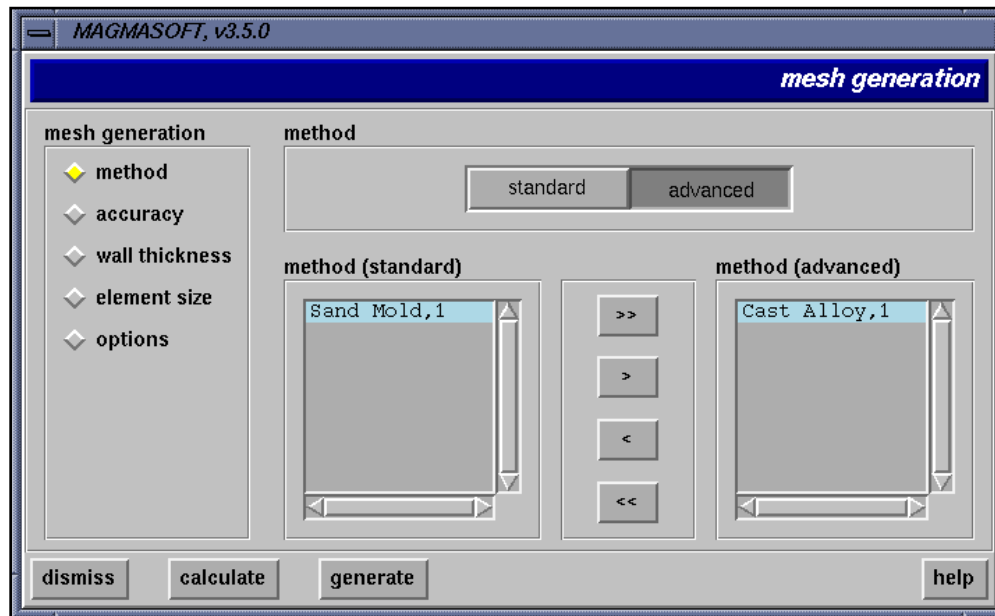 MAGMASOFT, v3.5.0
mesh generation
mesh generation
method
accuracy
wall thickness
element size
options
method
standard
advanced
method (standard)
Sand Mold,1
>>
>
<
<<
method (advanced)
Cast Alloy,1
dismiss
calculate
generate
help